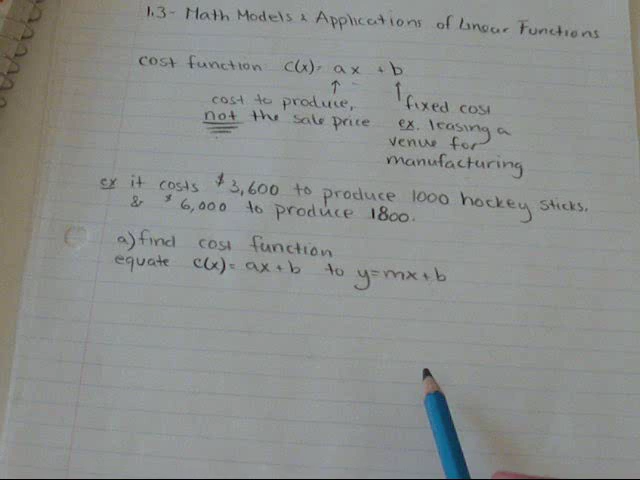 1.3- Math Models & Applications of Linear Functions
cost function c(x)= ax + b
cost to produce,
not the sale price
fixed cost
ex. leasing a
venue for
manufacturing
ex it costs $3,600 to produce 1000 hockey sticks.
& $6,000 to produce 1800.
a) find cost function
equate c(x)= ax+b to y=mx+b